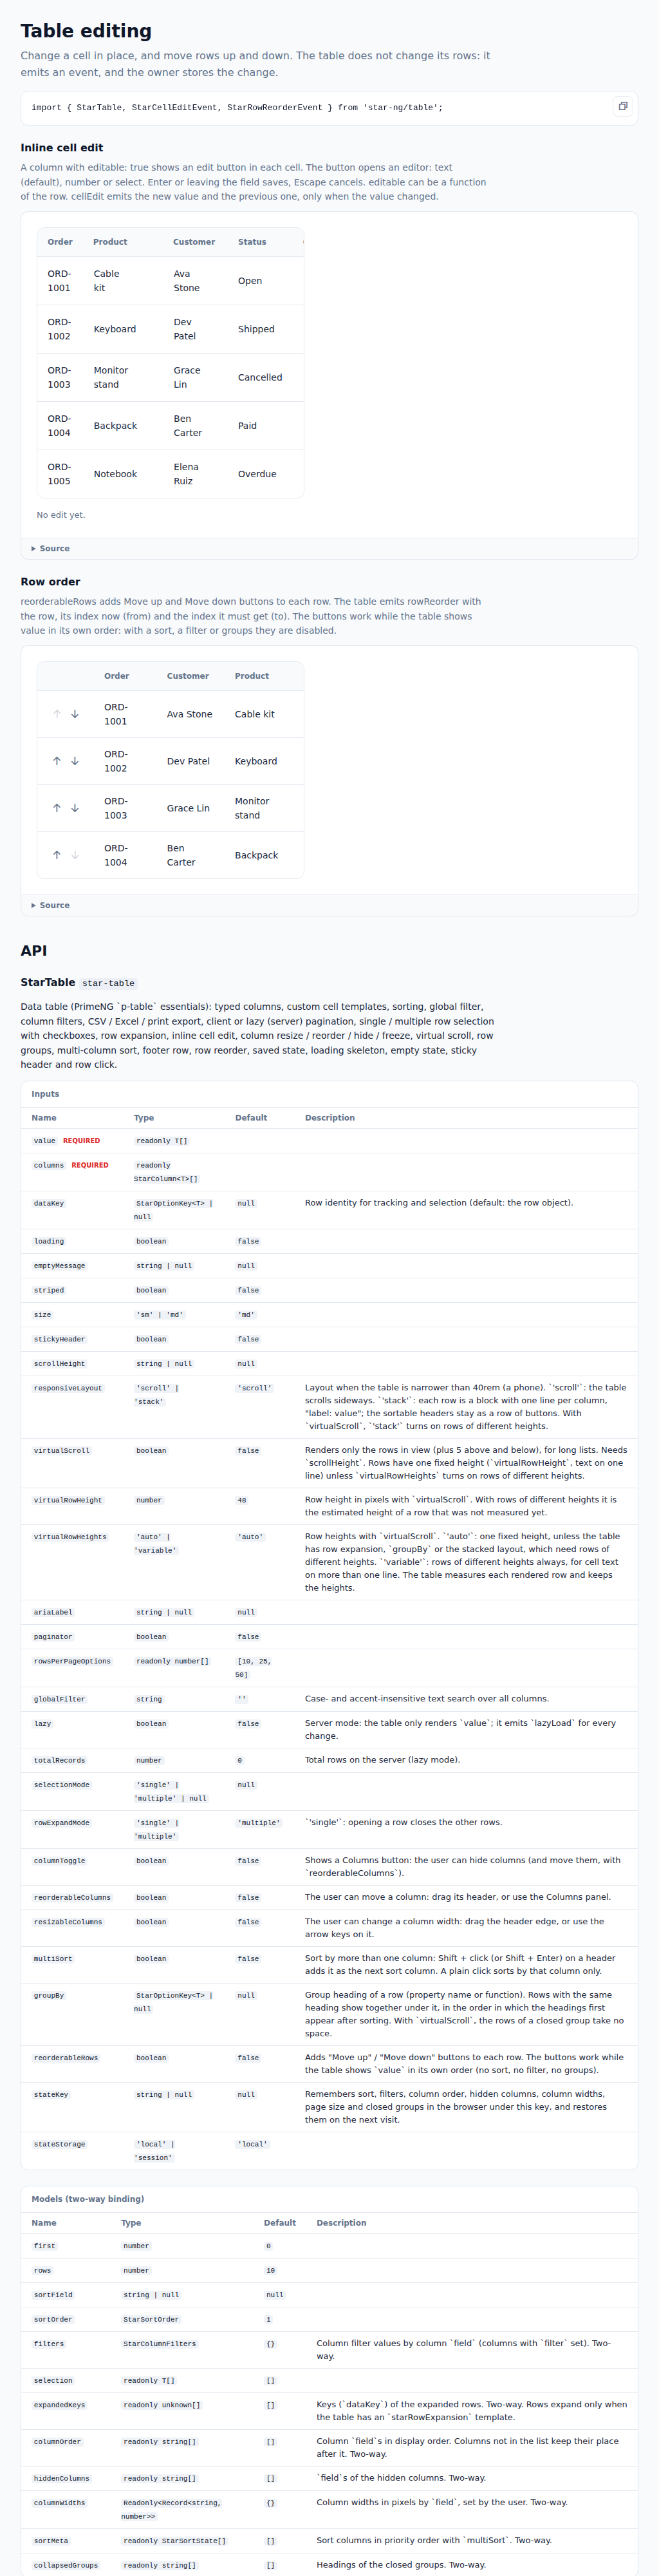 Table editing
Change a cell in place, and move rows up and down. The table does not change its rows: it
emits an event, and the owner stores the change.
import { StarTable, StarCellEditEvent, StarRowReorderEvent } from 'star-ng/table';
Inline cell edit
A column with editable: true shows an edit button in each cell. The button opens an editor: text
(default), number or select. Enter or leaving the field saves, Escape cancels. editable can be a function
of the row. cellEdit emits the new value and the previous one, only when the value changed.
Order Product Customer Status
ORD-
1001 Cable
kit Ava
Stone Open
ORD-
1002 Keyboard Dev
Patel Shipped
ORD-
1003 Monitor
stand Grace
Lin Cancelled
ORD-
1004 Backpack Ben
Carter Paid
ORD-
1005 Notebook Elena
Ruiz Overdue
No edit yet.
Source
Row order
reorderableRows adds Move up and Move down buttons to each row. The table emits rowReorder with
the row, its index now (from) and the index it must get (to). The buttons work while the table shows
value in its own order: with a sort, a filter or groups they are disabled.
Order Customer Product
ORD-
1001 Ava Stone Cable kit
ORD-
1002 Dev Patel Keyboard
ORD-
1003 Grace Lin Monitor
stand
ORD-
1004 Ben
Carter Backpack
Source
API
StarTable star-table
Data table (PrimeNG `p-table` essentials): typed columns, custom cell templates, sorting, global filter,
column filters, CSV / Excel / print export, client or lazy (server) pagination, single / multiple row selection
with checkboxes, row expansion, inline cell edit, column resize / reorder / hide / freeze, virtual scroll, row
groups, multi-column sort, footer row, row reorder, saved state, loading skeleton, empty state, sticky
header and row click.
Inputs
Name Type Default Description
value REQUIRED readonly T[]
columns REQUIRED readonly
StarColumn<T>[]
dataKey StarOptionKey<T> |
null null Row identity for tracking and selection (default: the row object).
loading boolean false
emptyMessage string | null null
striped boolean false
size 'sm' | 'md' 'md'
stickyHeader boolean false
scrollHeight string | null null
responsiveLayout 'scroll' |
'stack' 'scroll' Layout when the table is narrower than 40rem (a phone). `'scroll'`: the table
scrolls sideways. `'stack'`: each row is a block with one line per column,
"label: value"; the sortable headers stay as a row of buttons. With
`virtualScroll`, `'stack'` turns on rows of different heights.
virtualScroll boolean false Renders only the rows in view (plus 5 above and below), for long lists. Needs
`scrollHeight`. Rows have one fixed height (`virtualRowHeight`, text on one
line) unless `virtualRowHeights` turns on rows of different heights.
virtualRowHeight number 48 Row height in pixels with `virtualScroll`. With rows of different heights it is
the estimated height of a row that was not measured yet.
virtualRowHeights 'auto' |
'variable' 'auto' Row heights with `virtualScroll`. `'auto'`: one fixed height, unless the table
has row expansion, `groupBy` or the stacked layout, which need rows of
different heights. `'variable'`: rows of different heights always, for cell text
on more than one line. The table measures each rendered row and keeps
the heights.
ariaLabel string | null null
paginator boolean false
rowsPerPageOptions readonly number[] [10, 25,
50]
globalFilter string '' Case- and accent-insensitive text search over all columns.
lazy boolean false Server mode: the table only renders `value`; it emits `lazyLoad` for every
change.
totalRecords number 0 Total rows on the server (lazy mode).
selectionMode 'single' |
'multiple' | null null
rowExpandMode 'single' |
'multiple' 'multiple' `'single'`: opening a row closes the other rows.
columnToggle boolean false Shows a Columns button: the user can hide columns (and move them, with
`reorderableColumns`).
reorderableColumns boolean false The user can move a column: drag its header, or use the Columns panel.
resizableColumns boolean false The user can change a column width: drag the header edge, or use the
arrow keys on it.
multiSort boolean false Sort by more than one column: Shift + click (or Shift + Enter) on a header
adds it as the next sort column. A plain click sorts by that column only.
groupBy StarOptionKey<T> |
null null Group heading of a row (property name or function). Rows with the same
heading show together under it, in the order in which the headings first
appear after sorting. With `virtualScroll`, the rows of a closed group take no
space.
reorderableRows boolean false Adds "Move up" / "Move down" buttons to each row. The buttons work while
the table shows `value` in its own order (no sort, no filter, no groups).
stateKey string | null null Remembers sort, filters, column order, hidden columns, column widths,
page size and closed groups in the browser under this key, and restores
them on the next visit.
stateStorage 'local' |
'session' 'local'
Models (two-way binding)
Name Type Default Description
first number 0
rows number 10
sortField string | null null
sortOrder StarSortOrder 1
filters StarColumnFilters {} Column filter values by column `field` (columns with `filter` set). Two-
way.
selection readonly T[] []
expandedKeys readonly unknown[] [] Keys (`dataKey`) of the expanded rows. Two-way. Rows expand only when
the table has an `starRowExpansion` template.
columnOrder readonly string[] [] Column `field`s in display order. Columns not in the list keep their place
after it. Two-way.
hiddenColumns readonly string[] [] `field`s of the hidden columns. Two-way.
columnWidths Readonly<Record<string,
number>> {} Column widths in pixels by `field`, set by the user. Two-way.
sortMeta readonly StarSortState[] [] Sort columns in priority order with `multiSort`. Two-way.
collapsedGroups readonly string[] [] Headings of the closed groups. Two-way.